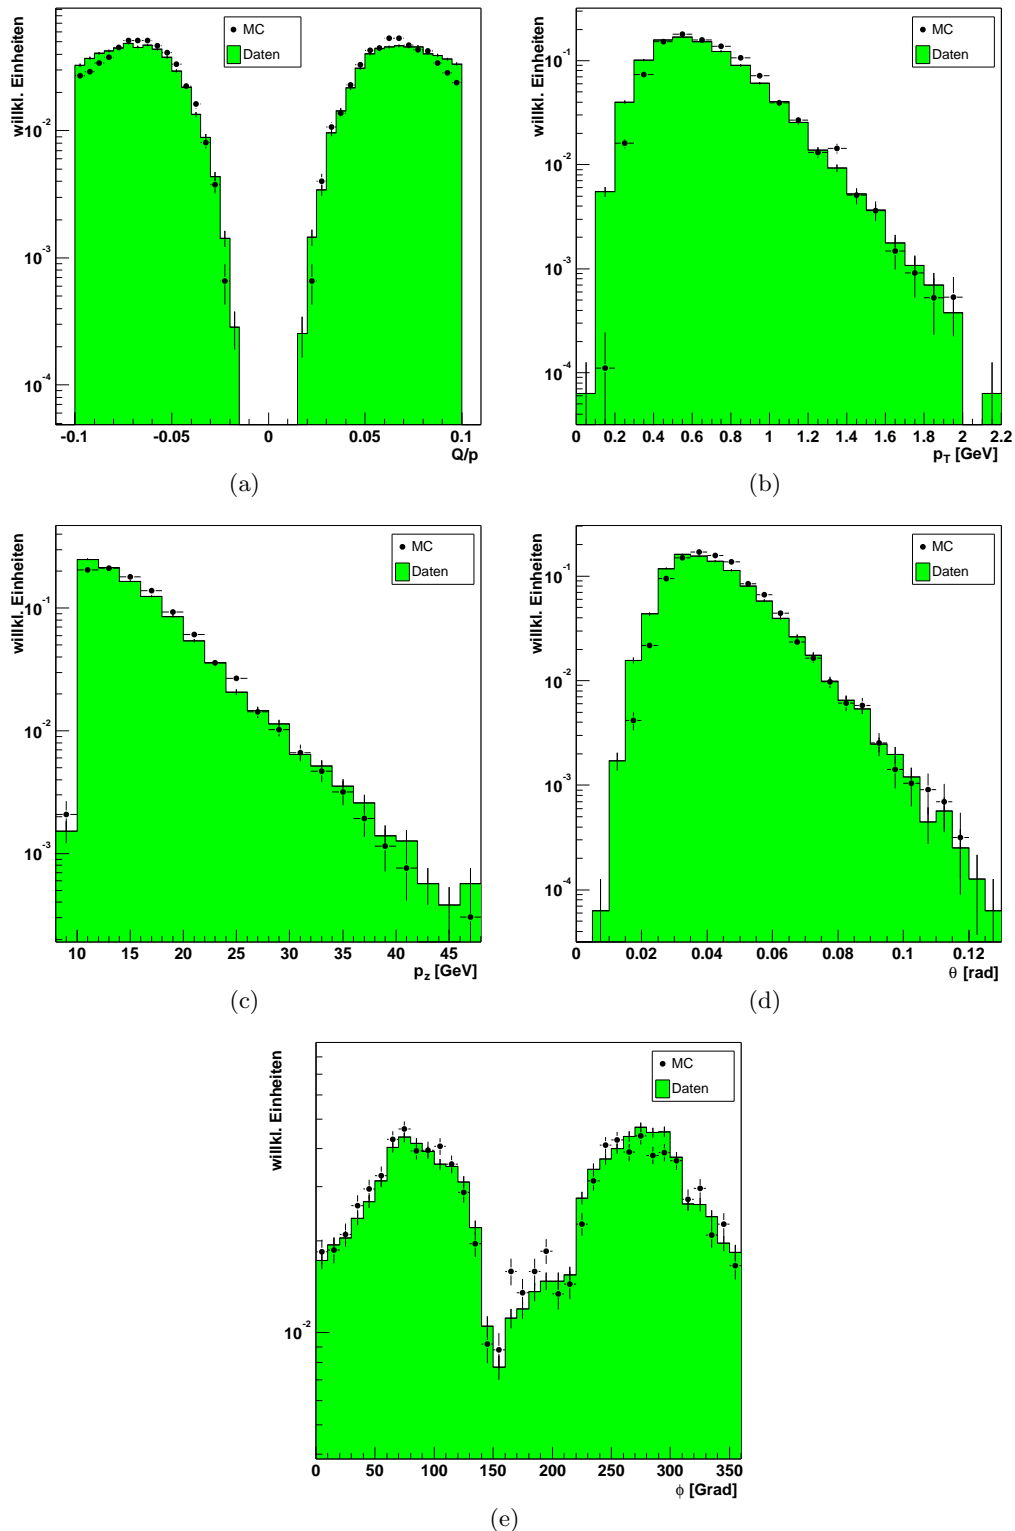 willkl. Einheiten
MC
Daten
10⁻²
10⁻³
10⁻⁴
-0.1 -0.05 0 0.05 0.1
Q/p
(a)
willkl. Einheiten
MC
Daten
10⁻¹
10⁻²
10⁻³
10⁻⁴
0 0.2 0.4 0.6 0.8 1 1.2 1.4 1.6 1.8 2 2.2
p_T [GeV]
(b)
willkl. Einheiten
MC
Daten
10⁻¹
10⁻²
10⁻³
10 15 20 25 30 35 40 45
p_z [GeV]
(c)
willkl. Einheiten
MC
Daten
10⁻¹
10⁻²
10⁻³
10⁻⁴
0 0.02 0.04 0.06 0.08 0.1 0.12
θ [rad]
(d)
willkl. Einheiten
MC
Daten
10⁻²
0 50 100 150 200 250 300 350
ϕ [Grad]
(e)